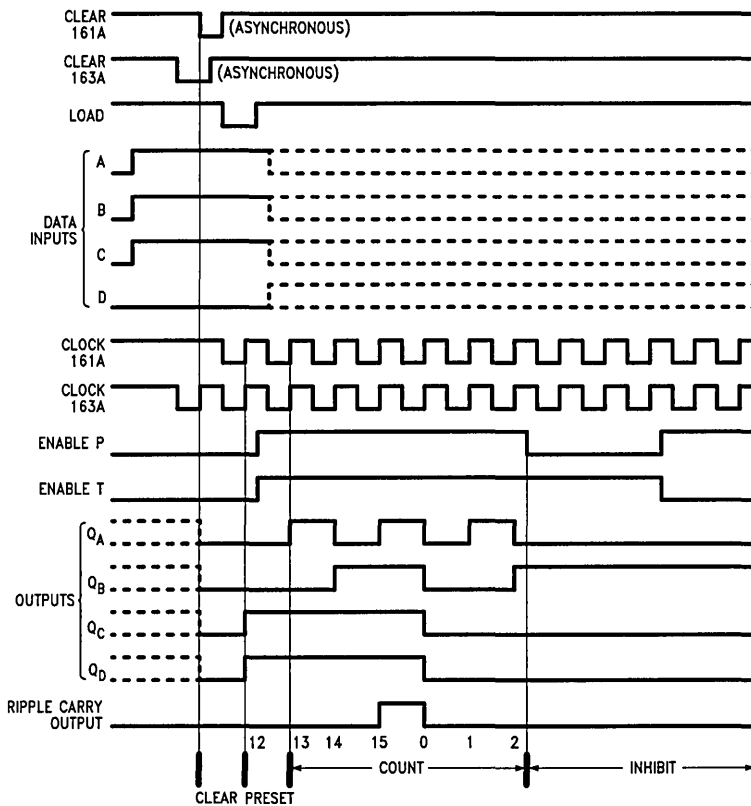 CLEAR
161A
(ASYNCHRONOUS)
CLEAR
163A
(ASYNCHRONOUS)
LOAD
A
B
DATA
INPUTS
C
D
CLOCK
161A
CLOCK
163A
ENABLE P
ENABLE T
QA
QB
OUTPUTS
QC
QD
RIPPLE CARRY
OUTPUT
12 13 14 15 0 1 2
COUNT INHIBIT
CLEAR PRESET